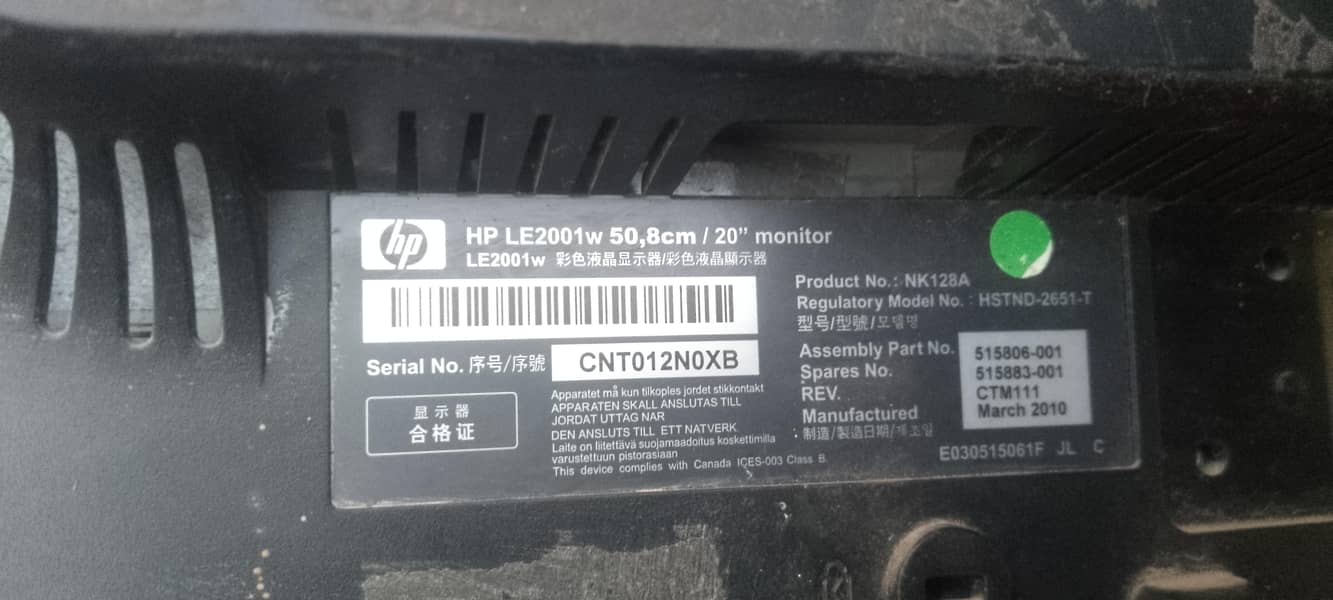 hp
HP LE2001w 50,8cm / 20” monitor
LE2001w 彩色液晶显示器/彩色液晶顯示器
Serial No. 序号/序號 CNT012N0XB
显示器
合格证
Apparatet må kun tilkoples jordet stikkontakt
APPARATEN SKALL ANSLUTAS TILL
JORDAT UTTAG NAR
DEN ANSLUTS TILL ETT NATVERK
Laite on liitettävä suojamaadoitus koskettimilla
varustettuun pistorasiaan
This device complies with Canada ICES-003 Class B.
Product No.: NK128A
Regulatory Model No. : HSTND-2651-T
型号/型號/모델명
Assembly Part No. 515806-001
Spares No. 515883-001
REV. CTM111
Manufactured March 2010
制造/製造日期/제조일
E030515061F JL C